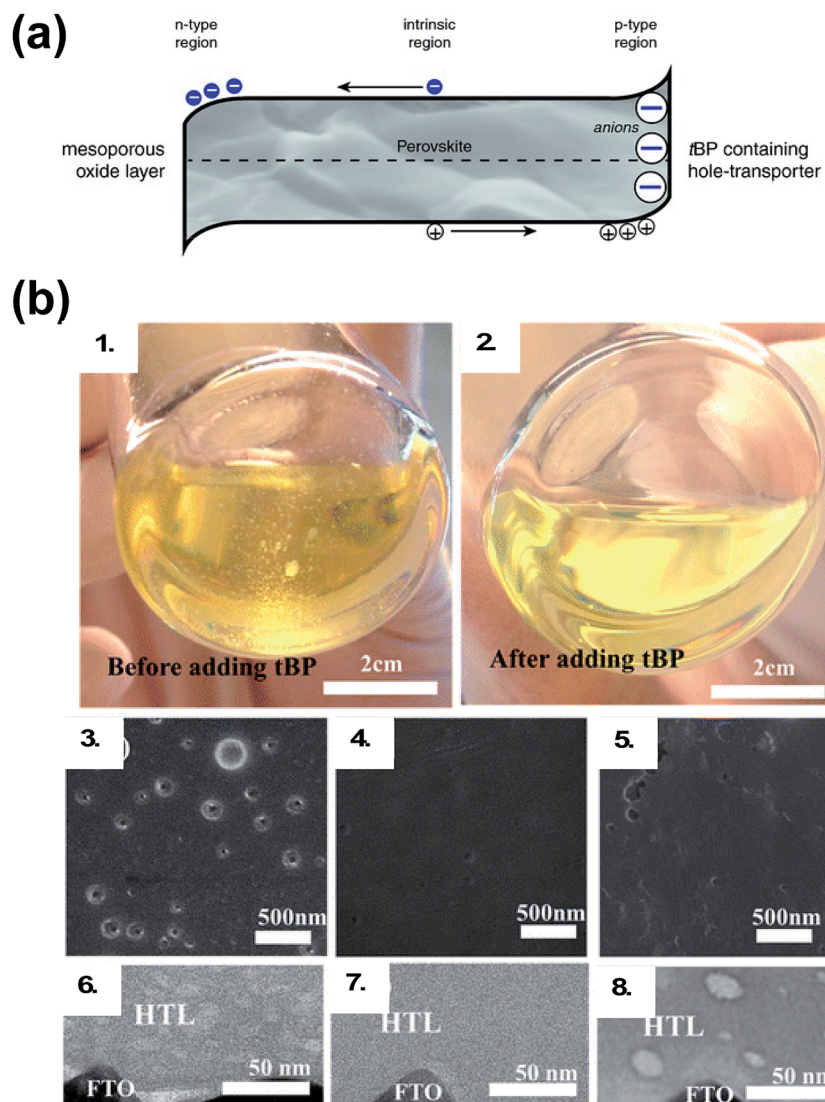 (a)
n-type
region
intrinsic
region
p-type
region
mesoporous
oxide layer
Perovskite
anions
tBP containing
hole-transporter
(b)
1.
Before adding tBP
2cm
2.
After adding tBP
2cm
3.
500nm
4.
500nm
5.
500nm
6.
HTL
FTO
50 nm
7.
HTL
FTO
50 nm
8.
HTL
FTO
50 nm